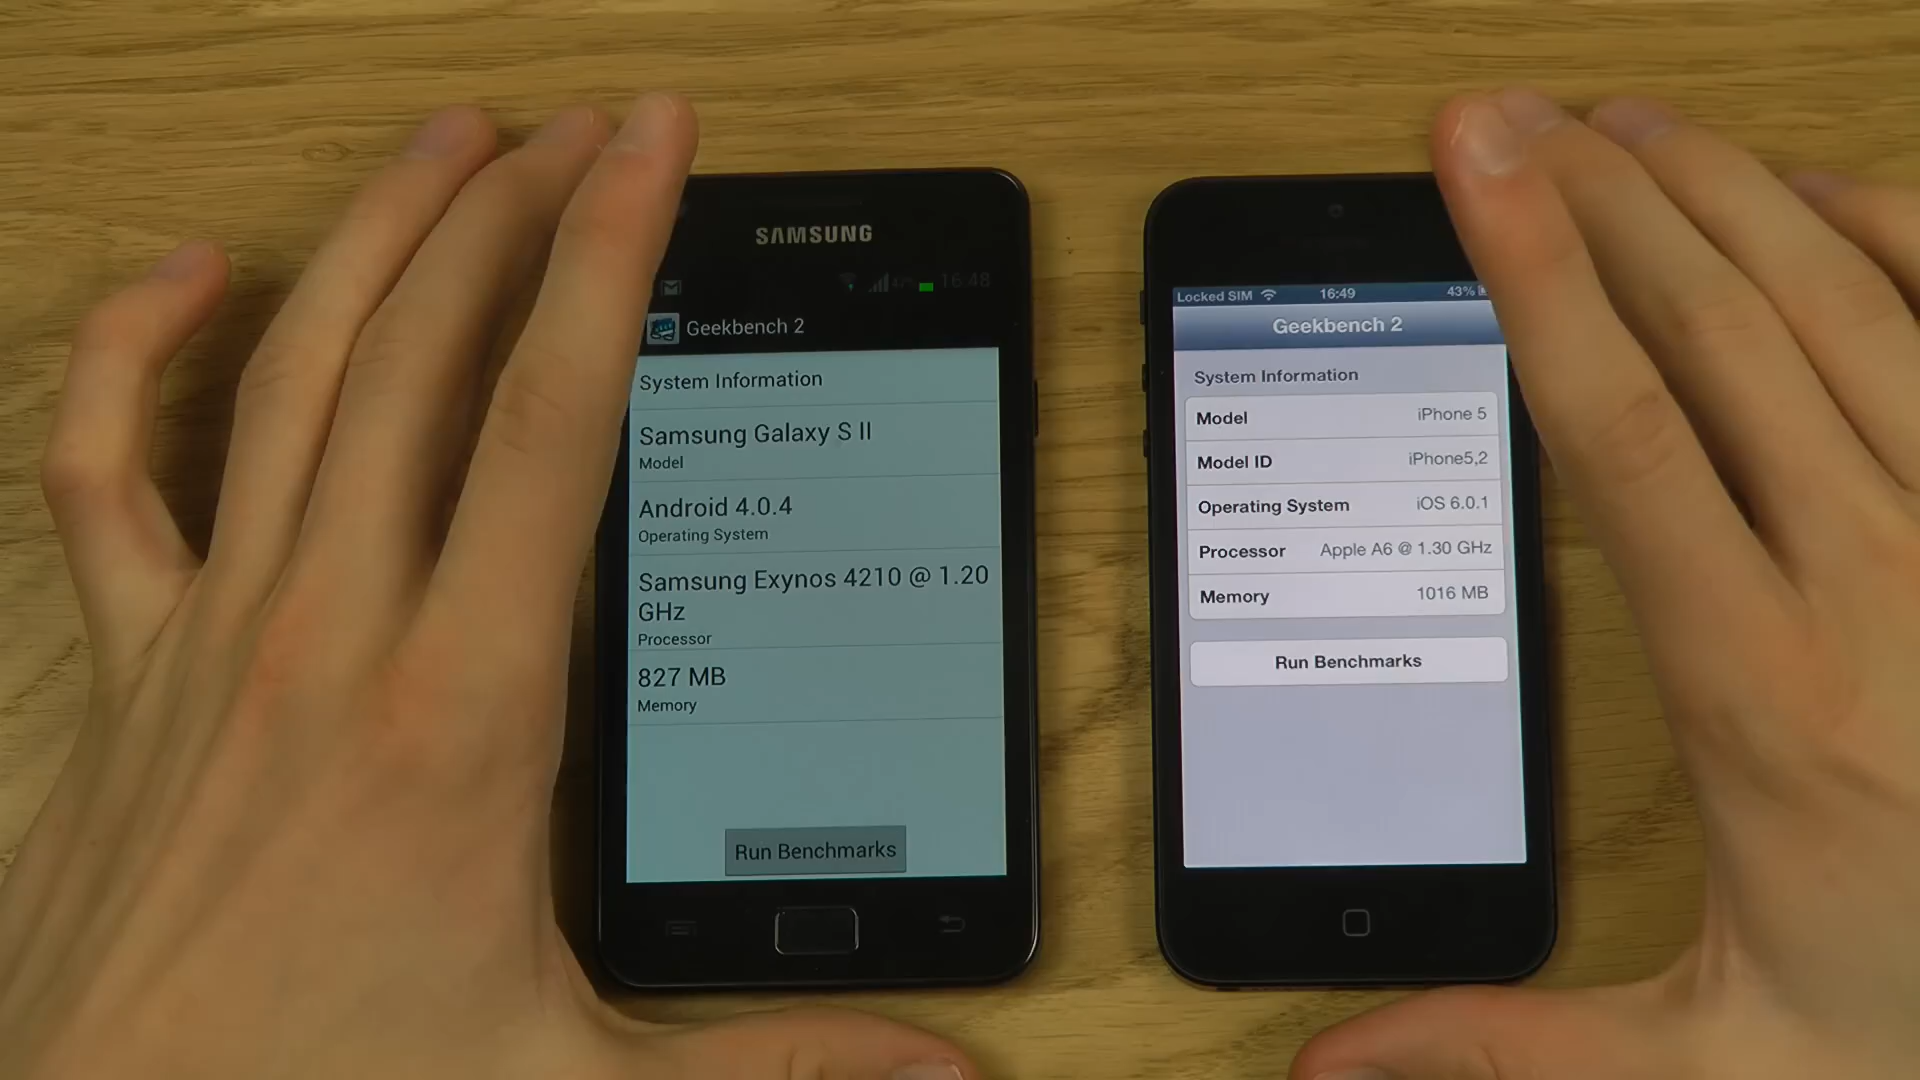 SAMSUNG
16:48
Geekbench 2
System Information
Samsung Galaxy S II
Model
Android 4.0.4
Operating System
Samsung Exynos 4210 @ 1.20
GHz
Processor
827 MB
Memory
Run Benchmarks
Locked SIM 16:49 43%
Geekbench 2
System Information
Model iPhone 5
Model ID iPhone5,2
Operating System iOS 6.0.1
Processor Apple A6 @ 1.30 GHz
Memory 1016 MB
Run Benchmarks